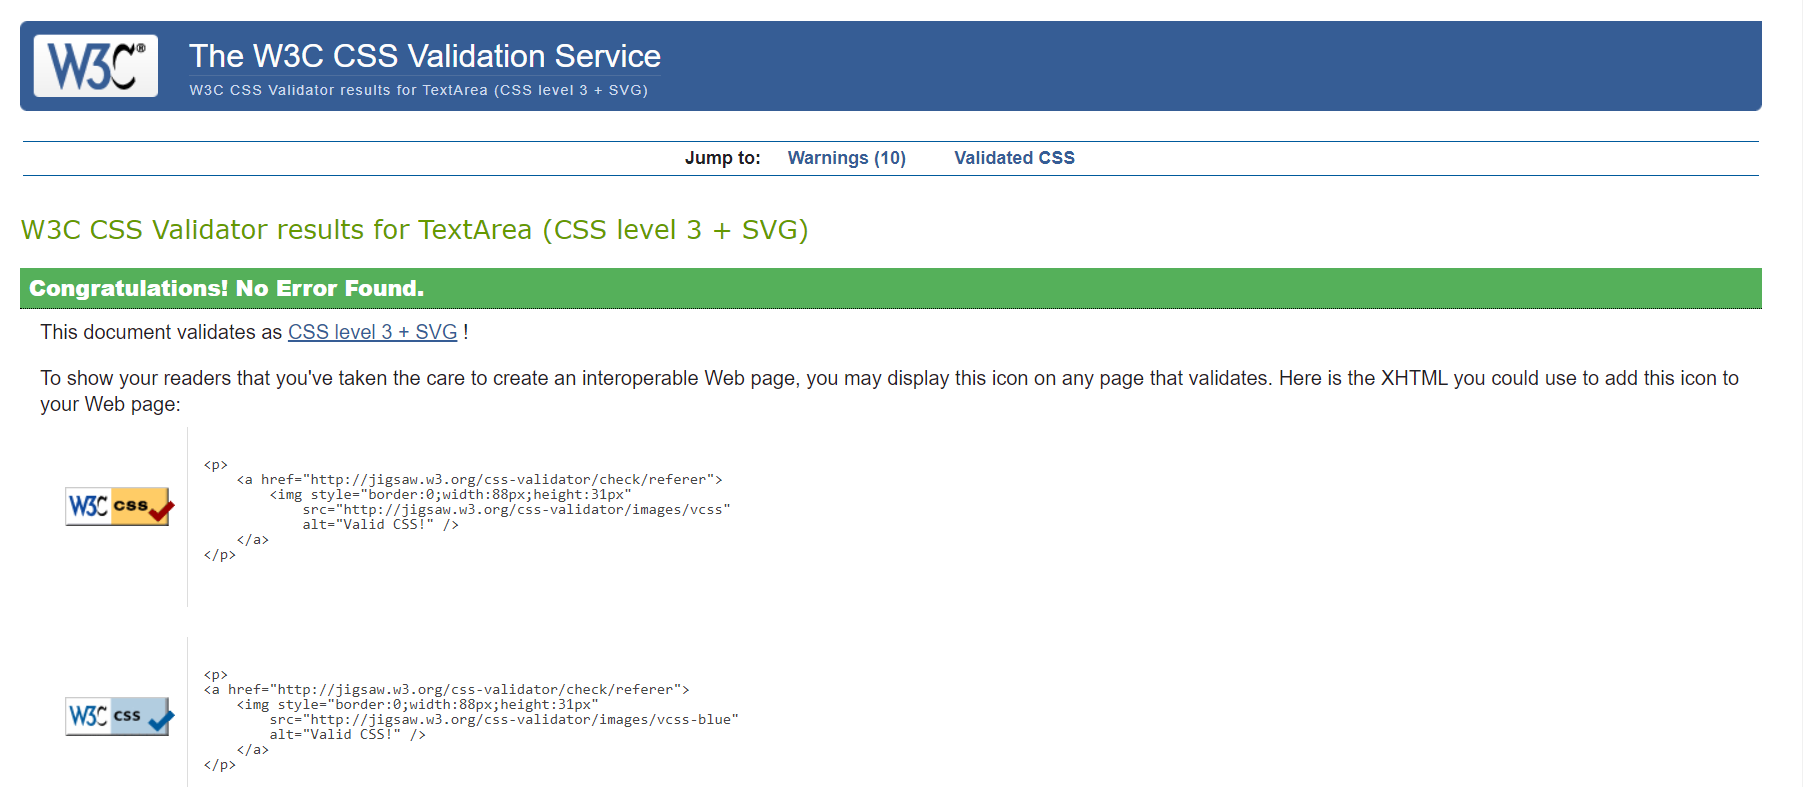 W3C®
The W3C CSS Validation Service
W3C CSS Validator results for TextArea (CSS level 3 + SVG)
Jump to: Warnings (10) Validated CSS
W3C CSS Validator results for TextArea (CSS level 3 + SVG)
Congratulations! No Error Found.
This document validates as CSS level 3 + SVG !
To show your readers that you've taken the care to create an interoperable Web page, you may display this icon on any page that validates. Here is the XHTML you could use to add this icon to
your Web page:
<p>
<a href="http://jigsaw.w3.org/css-validator/check/referer">
<img style="border:0;width:88px;height:31px"
W3C css
src="http://jigsaw.w3.org/css-validator/images/vcss"
alt="Valid CSS!" />
</a>
</p>
<p>
<a href="http://jigsaw.w3.org/css-validator/check/referer">
<img style="border:0;width:88px;height:31px"
W3C css
src="http://jigsaw.w3.org/css-validator/images/vcss-blue"
alt="Valid CSS!" />
</a>
</p>